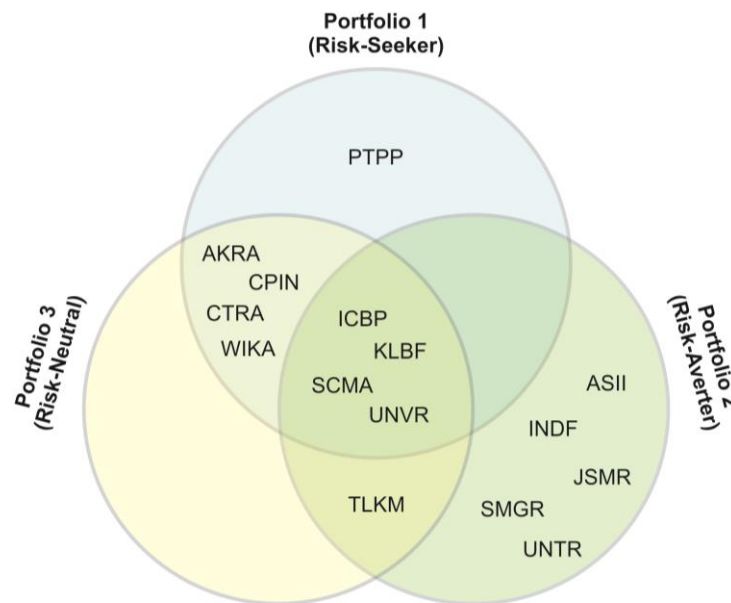 Portfolio 1
(Risk-Seeker)
PTPP
AKRA
CPIN
CTRA
WIKA
ICBP
KLBF
SCMA
UNVR
Portfolio 3
(Risk-Neutral)
Portfolio 2
(Risk-Averter)
ASII
INDF
JSMR
SMGR
UNTR
TLKM